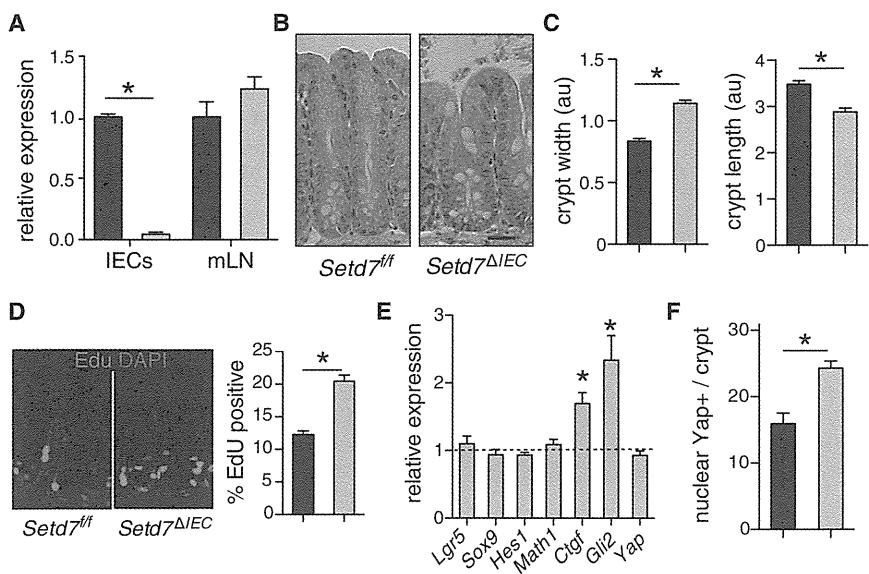 A
relative expression
1.5
1.0
0.5
0.0
*
IECs mLN
B
Setd7f/f Setd7ΔIEC
C
crypt width (au)
1.5
1.0
0.5
0
*
crypt length (au)
4
3
2
1
0
*
D
Edu DAPI
Setd7f/f Setd7ΔIEC
% EdU positive
25
20
15
10
5
0
*
E
relative expression
3
2
1
0
*
*
Lgr5 Sox9 Hes1 Math1 Ctgf Gli2 Yap
F
nuclear Yap+ / crypt
30
20
10
0
*